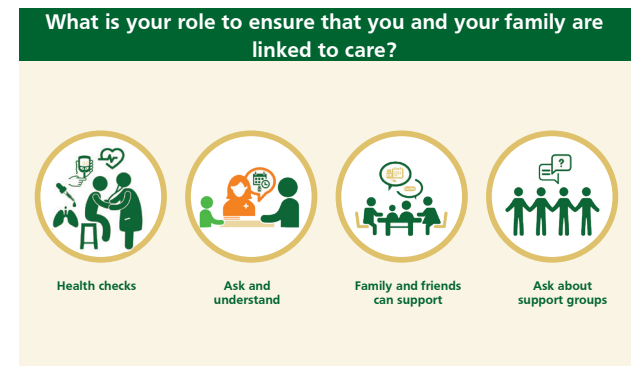 What is your role to ensure that you and your family are
linked to care?
?
Health checks
Ask and
understand
Family and friends
can support
Ask about
support groups